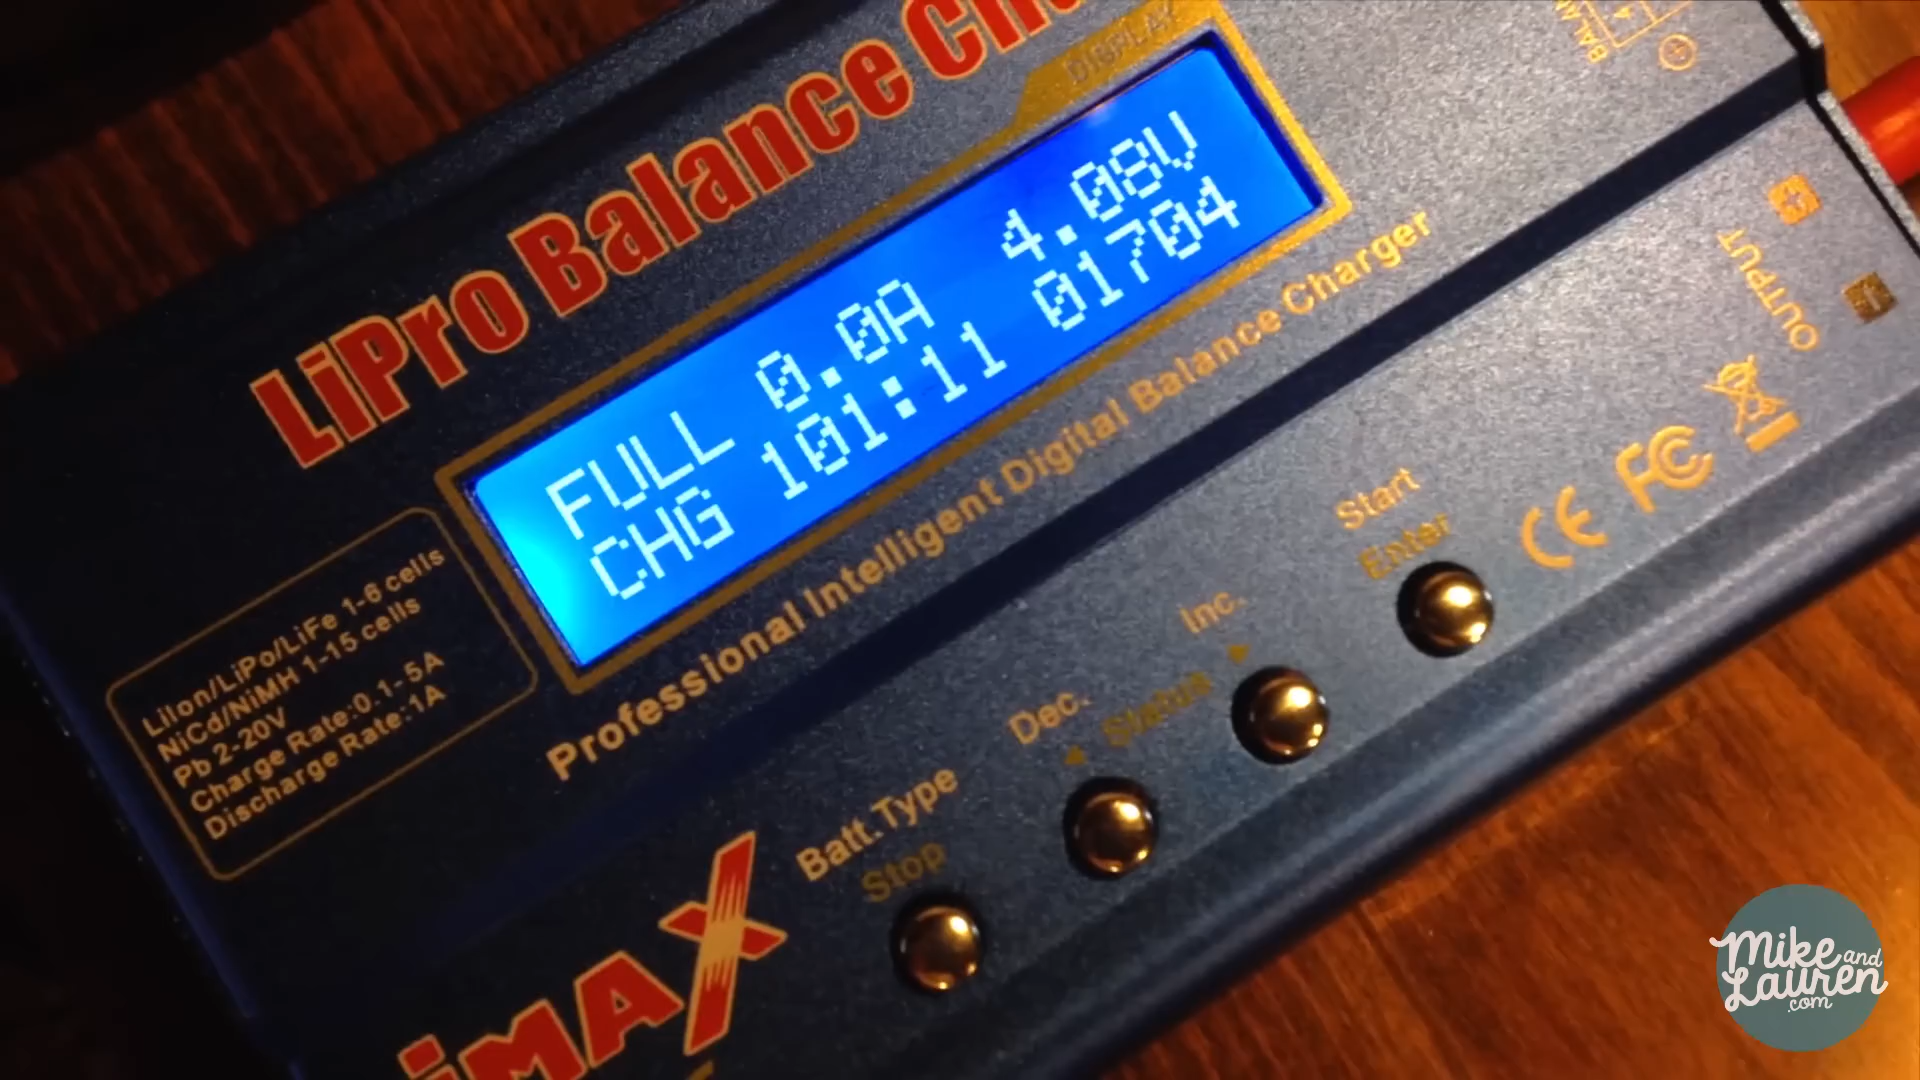 LiPro Balance
DISPLAY
FULL 0.0A 4.08V
CHG 101:11 01704
Professional Intelligent Digital Balance Charger
LiIon/LiPo/LiFe 1-6 cells
NiCd/NiMH 1-15 cells
Pb 2-20V
Charge Rate:0.1-5A
Discharge Rate:1A
OUTPUT
+
-
CE FC
Start
Enter
Inc.
Dec.
◄ Status ►
Batt.Type
Stop
iMAX
Mike and
Lauren
.com